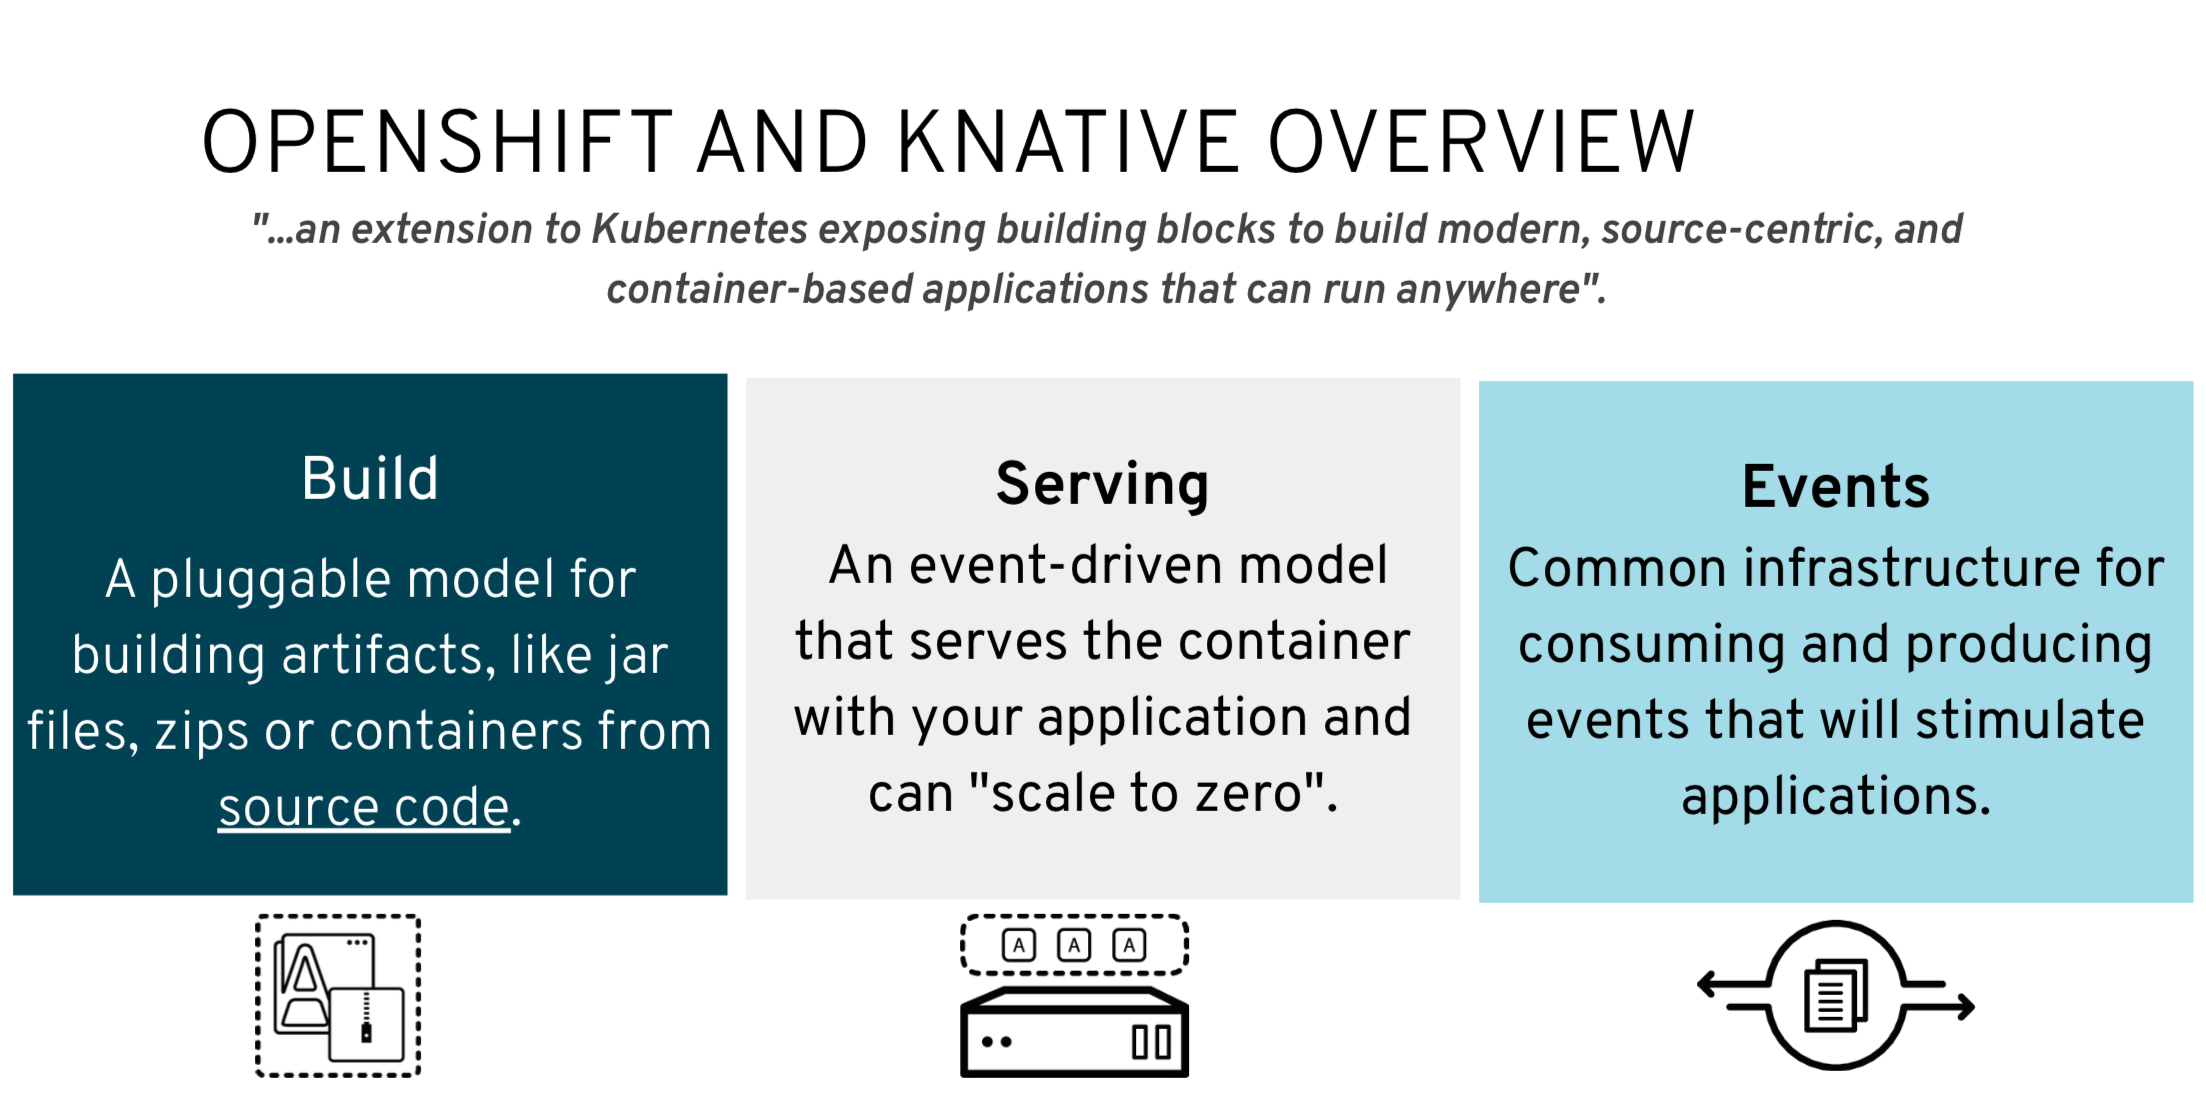 OPENSHIFT AND KNATIVE OVERVIEW
"...an extension to Kubernetes exposing building blocks to build modern, source-centric, and
container-based applications that can run anywhere".
Build
A pluggable model for
building artifacts, like jar
files, zips or containers from
source code.
Serving
An event-driven model
that serves the container
with your application and
can "scale to zero".
Events
Common infrastructure for
consuming and producing
events that will stimulate
applications.
A
A A A